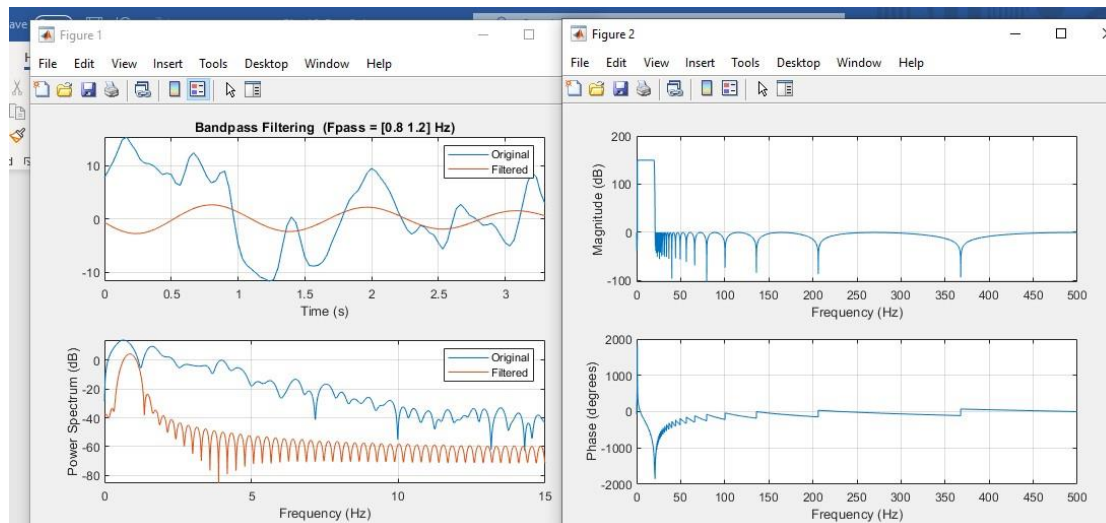 ave
Figure 1
File Edit View Insert Tools Desktop Window Help
Bandpass Filtering (Fpass = [0.8 1.2] Hz)
Original
Filtered
10
0
-10
0 0.5 1 1.5 2 2.5 3
Time (s)
Original
Filtered
Power Spectrum (dB)
0
-20
-40
-60
-80
0 5 10 15
Frequency (Hz)
Figure 2
File Edit View Insert Tools Desktop Window Help
Magnitude (dB)
200
150
100
0
-100
0 50 100 150 200 250 300 350 400 450 500
Frequency (Hz)
Phase (degrees)
2000
1000
0
-1000
-2000
0 50 100 150 200 250 300 350 400 450 500
Frequency (Hz)